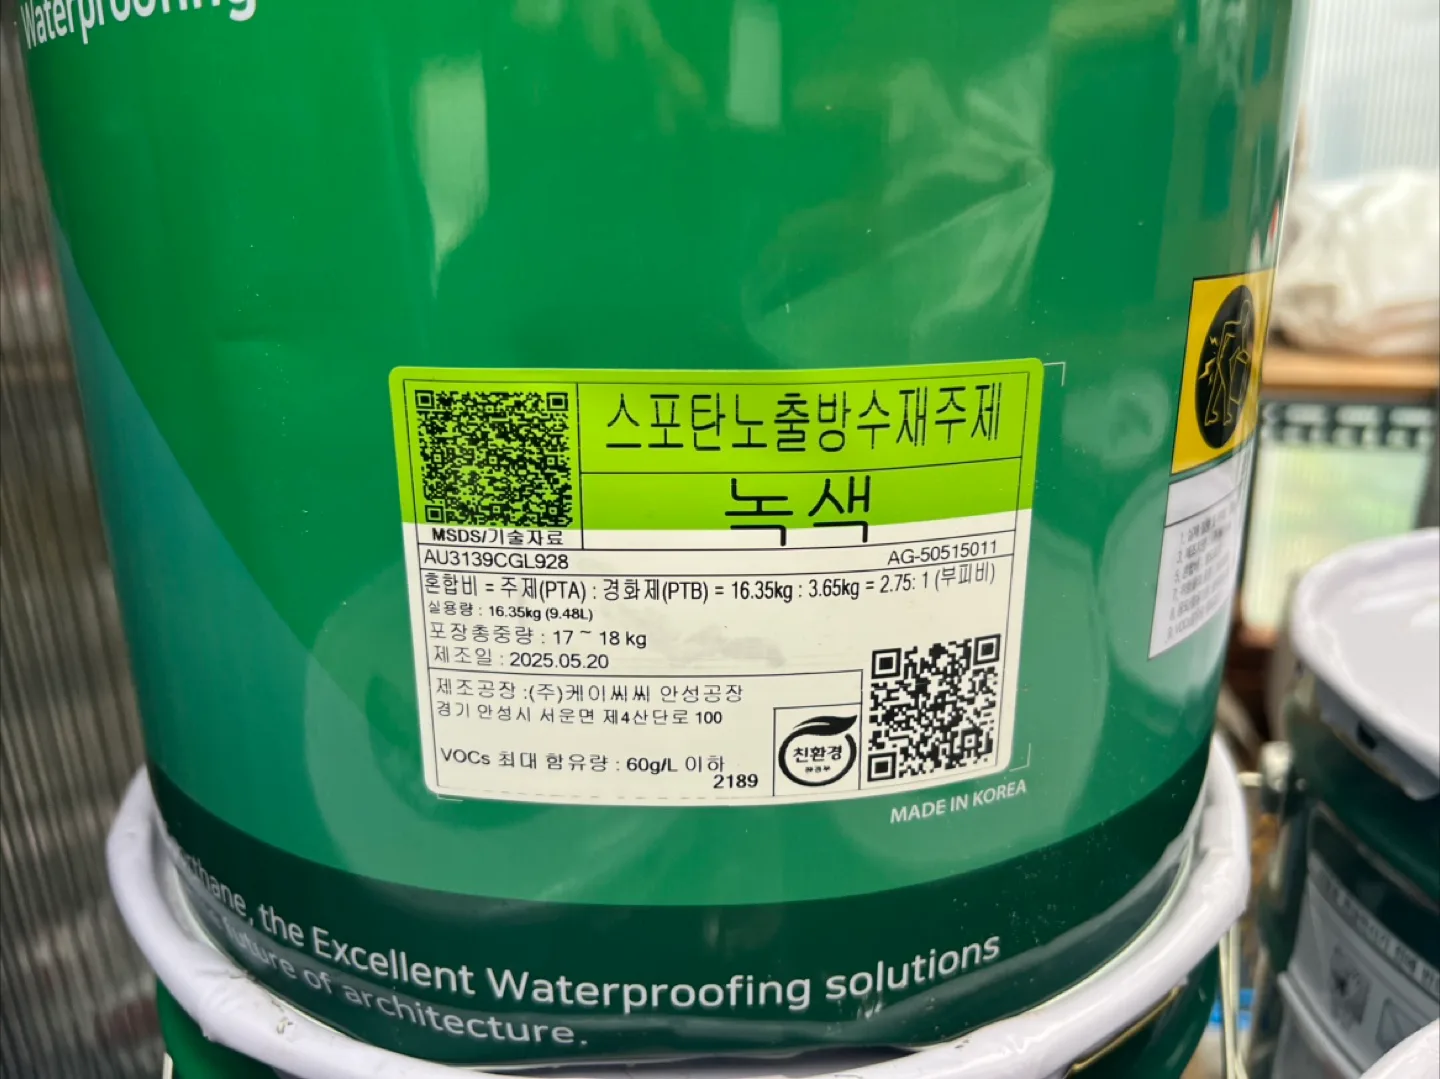 Waterproofing
스포탄노출방수재주제
녹색
MSDS/기술자료
AU3139CGL928
AG-50515011
혼합비 = 주제(PTA) : 경화제(PTB) = 16.35kg : 3.65kg = 2.75: 1 (부피비)
실용량 : 16.35kg (9.48L)
포장총중량 : 17 ~ 18 kg
제조일 : 2025.05.20
제조공장 :(주)케이씨씨 안성공장
경기 안성시 서운면 제4산단로 100
VOCs 최대 함유량 : 60g/L 이하
2189
친환경
환경부
MADE IN KOREA
the Excellent Waterproofing solutions
future of architecture.